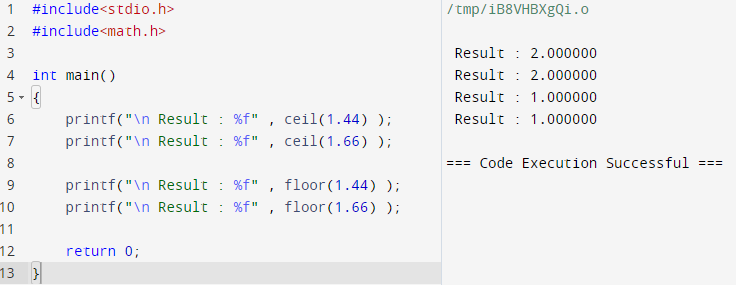 1 #include<stdio.h>
2 #include<math.h>
3
4 int main()
5 {
6 printf("\n Result : %f" , ceil(1.44) );
7 printf("\n Result : %f" , ceil(1.66) );
8
9 printf("\n Result : %f" , floor(1.44) );
10 printf("\n Result : %f" , floor(1.66) );
11
12 return 0;
13 }
/tmp/iB8VHBXgQi.o
Result : 2.000000
Result : 2.000000
Result : 1.000000
Result : 1.000000
=== Code Execution Successful ===